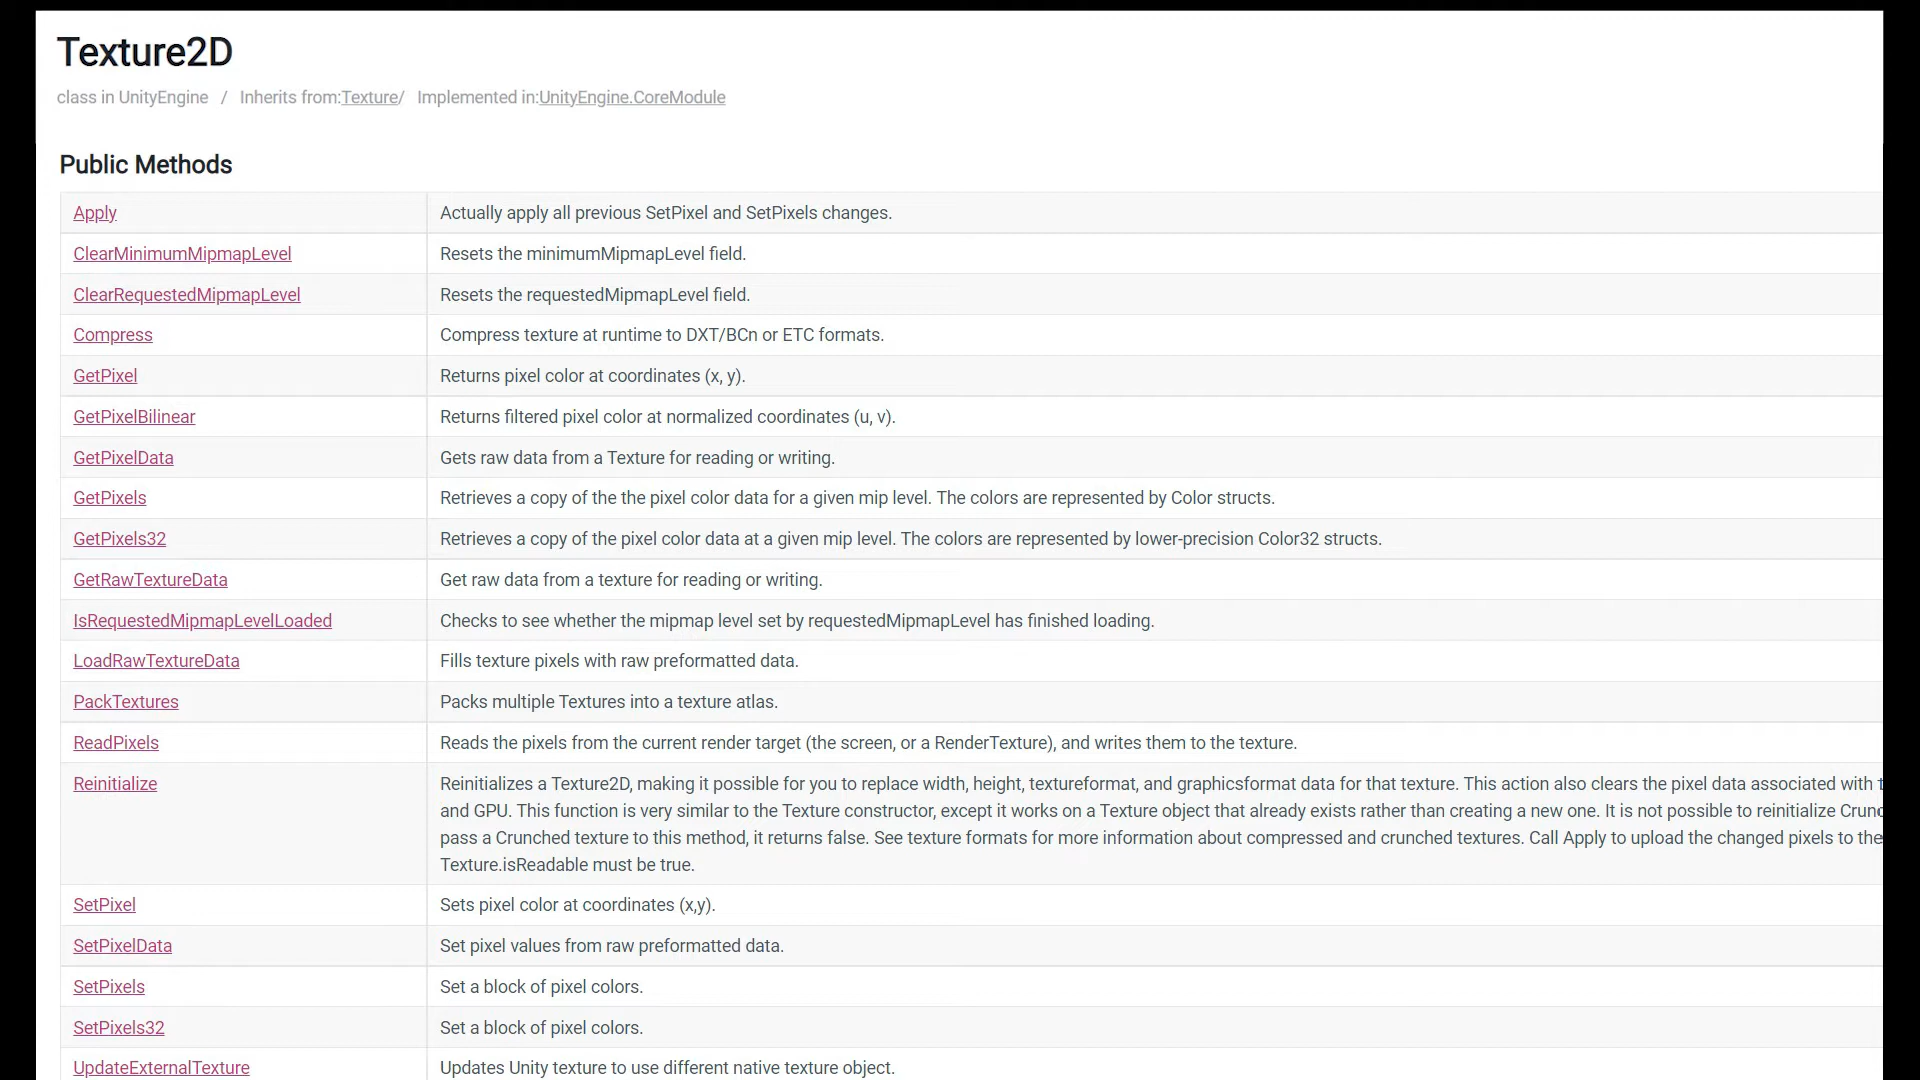 Texture2D
class in UnityEngine / Inherits from:Texture/ Implemented in:UnityEngine.CoreModule
Public Methods
Apply Actually apply all previous SetPixel and SetPixels changes.
ClearMinimumMipmapLevel Resets the minimumMipmapLevel field.
ClearRequestedMipmapLevel Resets the requestedMipmapLevel field.
Compress Compress texture at runtime to DXT/BCn or ETC formats.
GetPixel Returns pixel color at coordinates (x, y).
GetPixelBilinear Returns filtered pixel color at normalized coordinates (u, v).
GetPixelData Gets raw data from a Texture for reading or writing.
GetPixels Retrieves a copy of the the pixel color data for a given mip level. The colors are represented by Color structs.
GetPixels32 Retrieves a copy of the pixel color data at a given mip level. The colors are represented by lower-precision Color32 structs.
GetRawTextureData Get raw data from a texture for reading or writing.
IsRequestedMipmapLevelLoaded Checks to see whether the mipmap level set by requestedMipmapLevel has finished loading.
LoadRawTextureData Fills texture pixels with raw preformatted data.
PackTextures Packs multiple Textures into a texture atlas.
ReadPixels Reads the pixels from the current render target (the screen, or a RenderTexture), and writes them to the texture.
Reinitialize Reinitializes a Texture2D, making it possible for you to replace width, height, textureformat, and graphicsformat data for that texture. This action also clears the pixel data associated with
and GPU. This function is very similar to the Texture constructor, except it works on a Texture object that already exists rather than creating a new one. It is not possible to reinitialize
pass a Crunched texture to this method, it returns false. See texture formats for more information about compressed and crunched textures. Call Apply to upload the changed pixels to the
Texture.isReadable must be true.
SetPixel Sets pixel color at coordinates (x,y).
SetPixelData Set pixel values from raw preformatted data.
SetPixels Set a block of pixel colors.
SetPixels32 Set a block of pixel colors.
UpdateExternalTexture Updates Unity texture to use different native texture object.